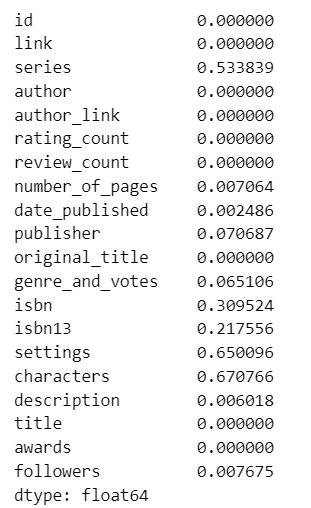 id 0.000000
link 0.000000
series 0.533839
author 0.000000
author_link 0.000000
rating_count 0.000000
review_count 0.000000
number_of_pages 0.007064
date_published 0.002486
publisher 0.070687
original_title 0.000000
genre_and_votes 0.065106
isbn 0.309524
isbn13 0.217556
settings 0.650096
characters 0.670766
description 0.006018
title 0.000000
awards 0.000000
followers 0.007675
dtype: float64